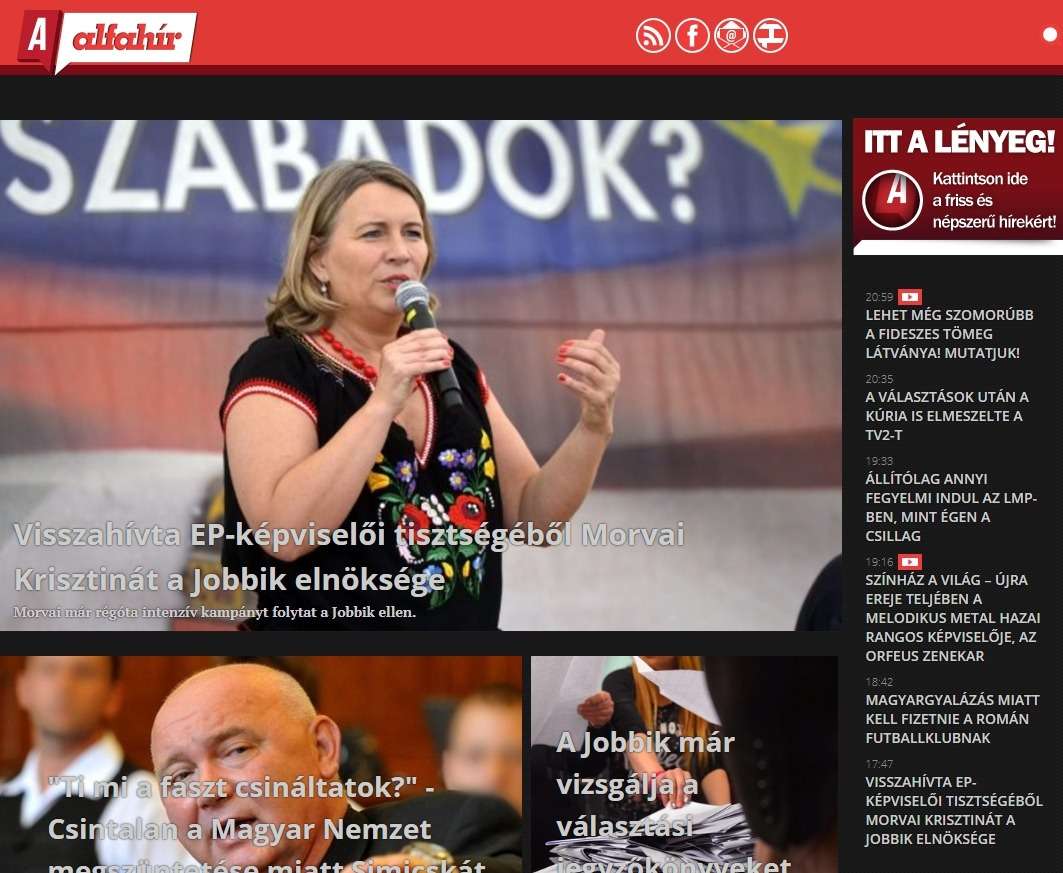 A alfahír
SZABADOK?
Visszahívta EP-képviselői tisztségéből Morvai
Krisztinát a Jobbik elnöksége
Morvai már régóta intenzív kampányt folytat a Jobbik ellen.
"Ti mi a faszt csináltatok?" -
Csintalan a Magyar Nemzet
megszüntetése miatt Simicskát
A Jobbik már
vizsgálja a
választási
jegyzőkönyveket
ITT A LÉNYEG!
A
Kattintson ide
a friss és
népszerű hírekért!
20:59
LEHET MÉG SZOMORÚBB
A FIDESZES TÖMEG
LÁTVÁNYA! MUTATJUK!
20:35
A VÁLASZTÁSOK UTÁN A
KÚRIA IS ELMESZELTE A
TV2-T
19:33
ÁLLÍTÓLAG ANNYI
FEGYELMI INDUL AZ LMP-
BEN, MINT ÉGEN A
CSILLAG
19:16
SZÍNHÁZ A VILÁG – ÚJRA
EREJE TELJÉBEN A
MELODIKUS METAL HAZAI
RANGOS KÉPVISELŐJE, AZ
ORFEUS ZENEKAR
18:42
MAGYARGYALÁZÁS MIATT
KELL FIZETNIE A ROMÁN
FUTBALLKLUBNAK
17:47
VISSZAHÍVTA EP-
KÉPVISELŐI TISZTSÉGÉBŐL
MORVAI KRISZTINÁT A
JOBBIK ELNÖKSÉGE